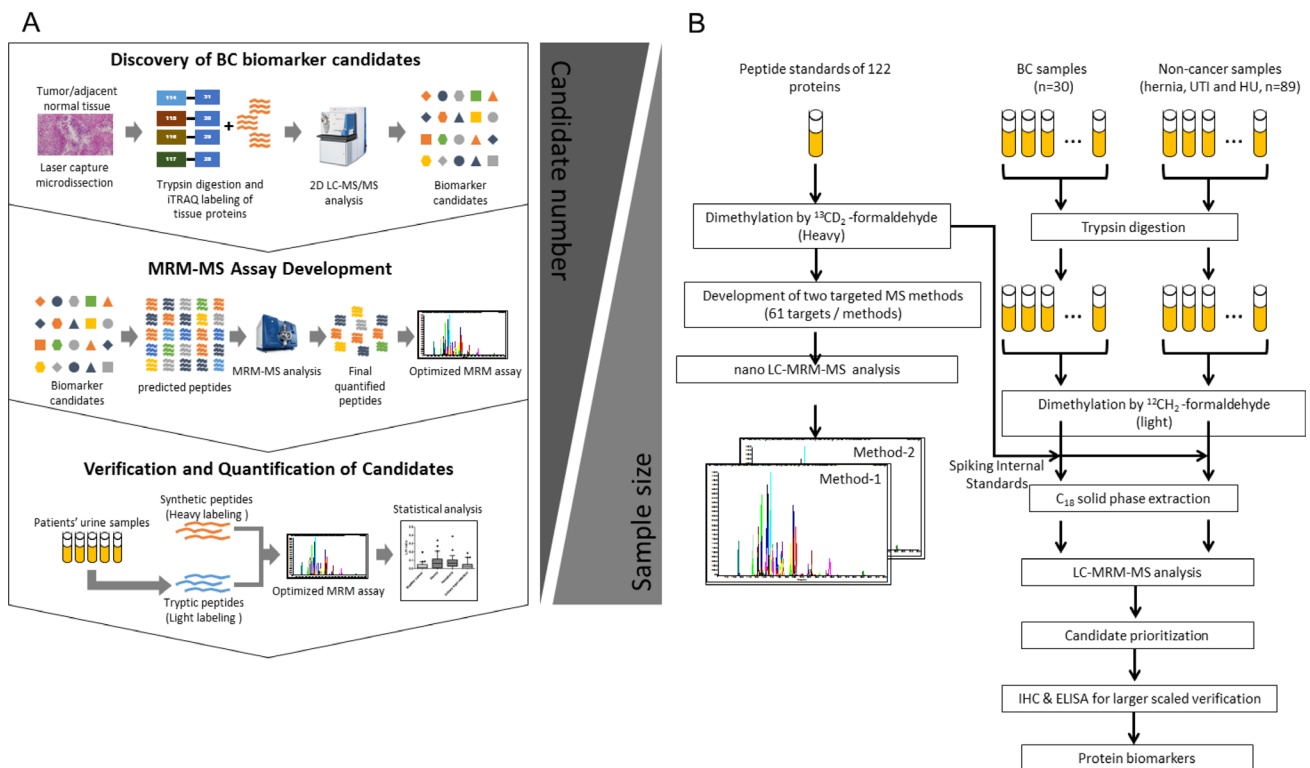 A
Discovery of BC biomarker candidates
Tumor/adjacent
normal tissue
Laser capture
microdissection
114
31
115
30
116
29
117
28
+
Trypsin digestion and
iTRAQ labeling of
tissue proteins
2D LC-MS/MS
analysis
Biomarker
candidates
MRM-MS Assay Development
Biomarker
candidates
predicted peptides
MRM-MS analysis
Final
quantified
peptides
Optimized MRM assay
Verification and Quantification of Candidates
Patients' urine samples
Synthetic peptides
(Heavy labeling )
Tryptic peptides
(Light labeling )
Optimized MRM assay
Statistical analysis
Candidate number
Sample size
B
Peptide standards of 122
proteins
Dimethylation by ¹³CD₂ -formaldehyde
(Heavy)
Development of two targeted MS methods
(61 targets / methods)
nano LC-MRM-MS analysis
Method-2
Method-1
BC samples
(n=30)
Non-cancer samples
(hernia, UTI and HU, n=89)
...
...
Trypsin digestion
...
...
Dimethylation by ¹²CH₂ -formaldehyde
(light)
Spiking Internal
Standards
C₁₈ solid phase extraction
LC-MRM-MS analysis
Candidate prioritization
IHC & ELISA for larger scaled verification
Protein biomarkers